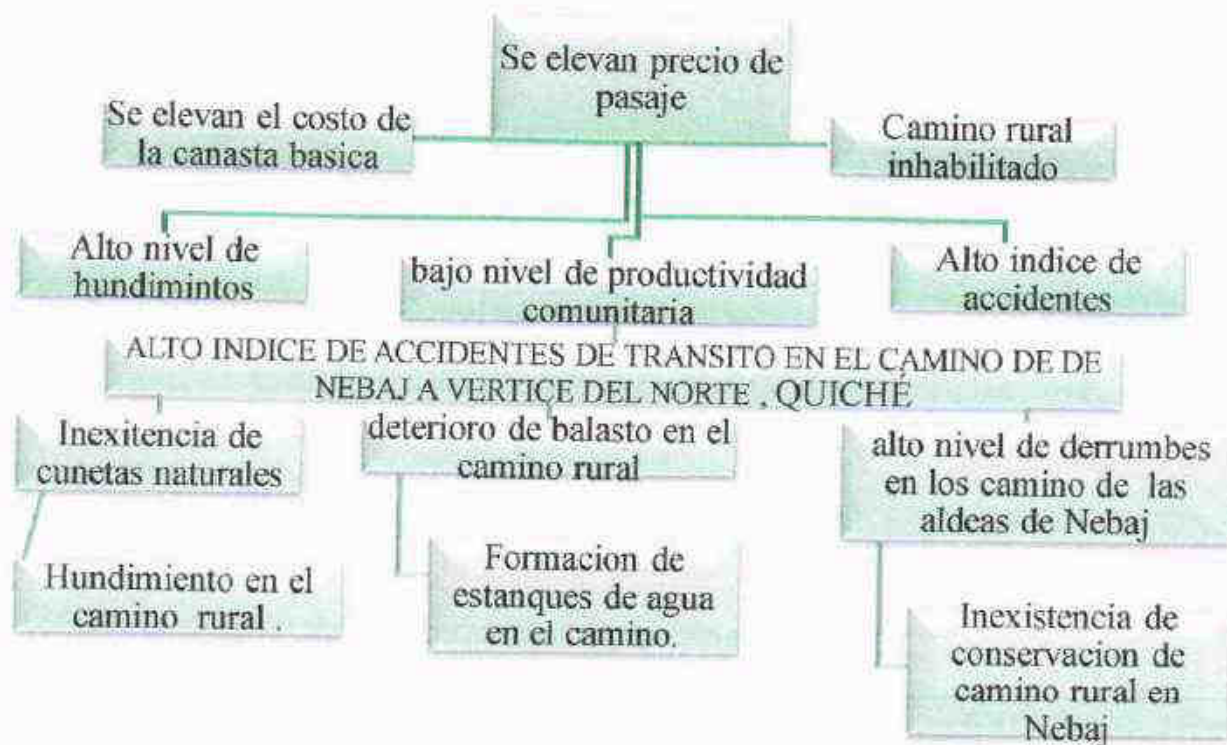 Se elevan precio de
pasaje
Se elevan el costo de
la canasta basica
Camino rural
inhabilitado
Alto nivel de
hundimintos
bajo nivel de productividad
comunitaria
Alto indice de
accidentes
ALTO INDICE DE ACCIDENTES DE TRANSITO EN EL CAMINO DE DE
NEBAJ A VERTICE DEL NORTE , QUICHÉ
Inexitencia de
cunetas naturales
deterioro de balasto en el
camino rural
alto nivel de derrumbes
en los camino de las
aldeas de Nebaj
Hundimiento en el
camino rural .
Formacion de
estanques de agua
en el camino.
Inexistencia de
conservacion de
camino rural en
Nebaj